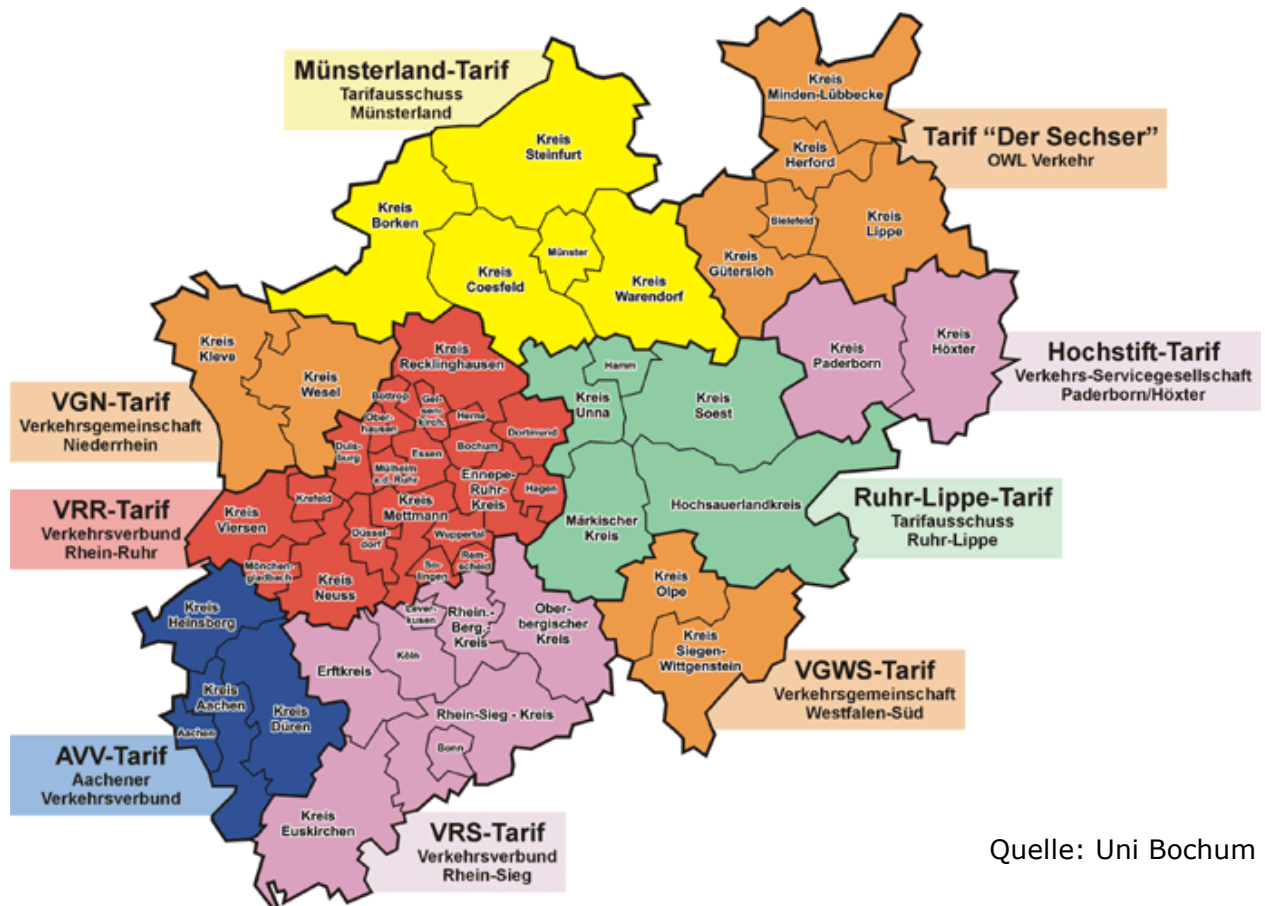 Münsterland-Tarif
Tarifausschuss
Münsterland
Kreis
Minden-Lübbecke
Kreis
Steinfurt
Kreis
Herford
Tarif “Der Sechser”
OWL Verkehr
Kreis
Borken
Bielefeld
Kreis
Lippe
Münster
Kreis
Gütersloh
Kreis
Coesfeld
Kreis
Warendorf
Kreis
Kleve
Kreis
Recklinghausen
Kreis
Paderborn
Kreis
Höxter
Hochstift-Tarif
Verkehrs-Servicegesellschaft
Paderborn/Höxter
Kreis
Wesel
Hamm
Kreis
Unna
Kreis
Soest
VGN-Tarif
Verkehrsgemeinschaft
Niederrhein
Bottrop
Gel-
sen-
kirch.
Ober-
hausen
Herne
Dortmund
Duis-
burg
Essen
Bochum
Mülheim
a.d. Ruhr
Ennepe-
Ruhr-
Kreis
Hagen
VRR-Tarif
Verkehrsverbund
Rhein-Ruhr
Krefeld
Kreis
Viersen
Kreis
Mettmann
Düssel-
dorf
Wuppertal
Märkischer
Kreis
Hochsauerlandkreis
Ruhr-Lippe-Tarif
Tarifausschuss
Ruhr-Lippe
Mönchen-
gladbach
Kreis
Neuss
So-
lingen
Rem-
scheid
Kreis
Olpe
Kreis
Heinsberg
Lever-
kusen
Rhein.-
Berg.-
Kreis
Ober-
bergischer
Kreis
Köln
Erftkreis
Kreis
Siegen-
Wittgenstein
VGWS-Tarif
Verkehrsgemeinschaft
Westfalen-Süd
Kreis
Aachen
Kreis
Düren
Aachen
Rhein-Sieg - Kreis
Bonn
AVV-Tarif
Aachener
Verkehrsverbund
Kreis
Euskirchen
VRS-Tarif
Verkehrsverbund
Rhein-Sieg
Quelle: Uni Bochum